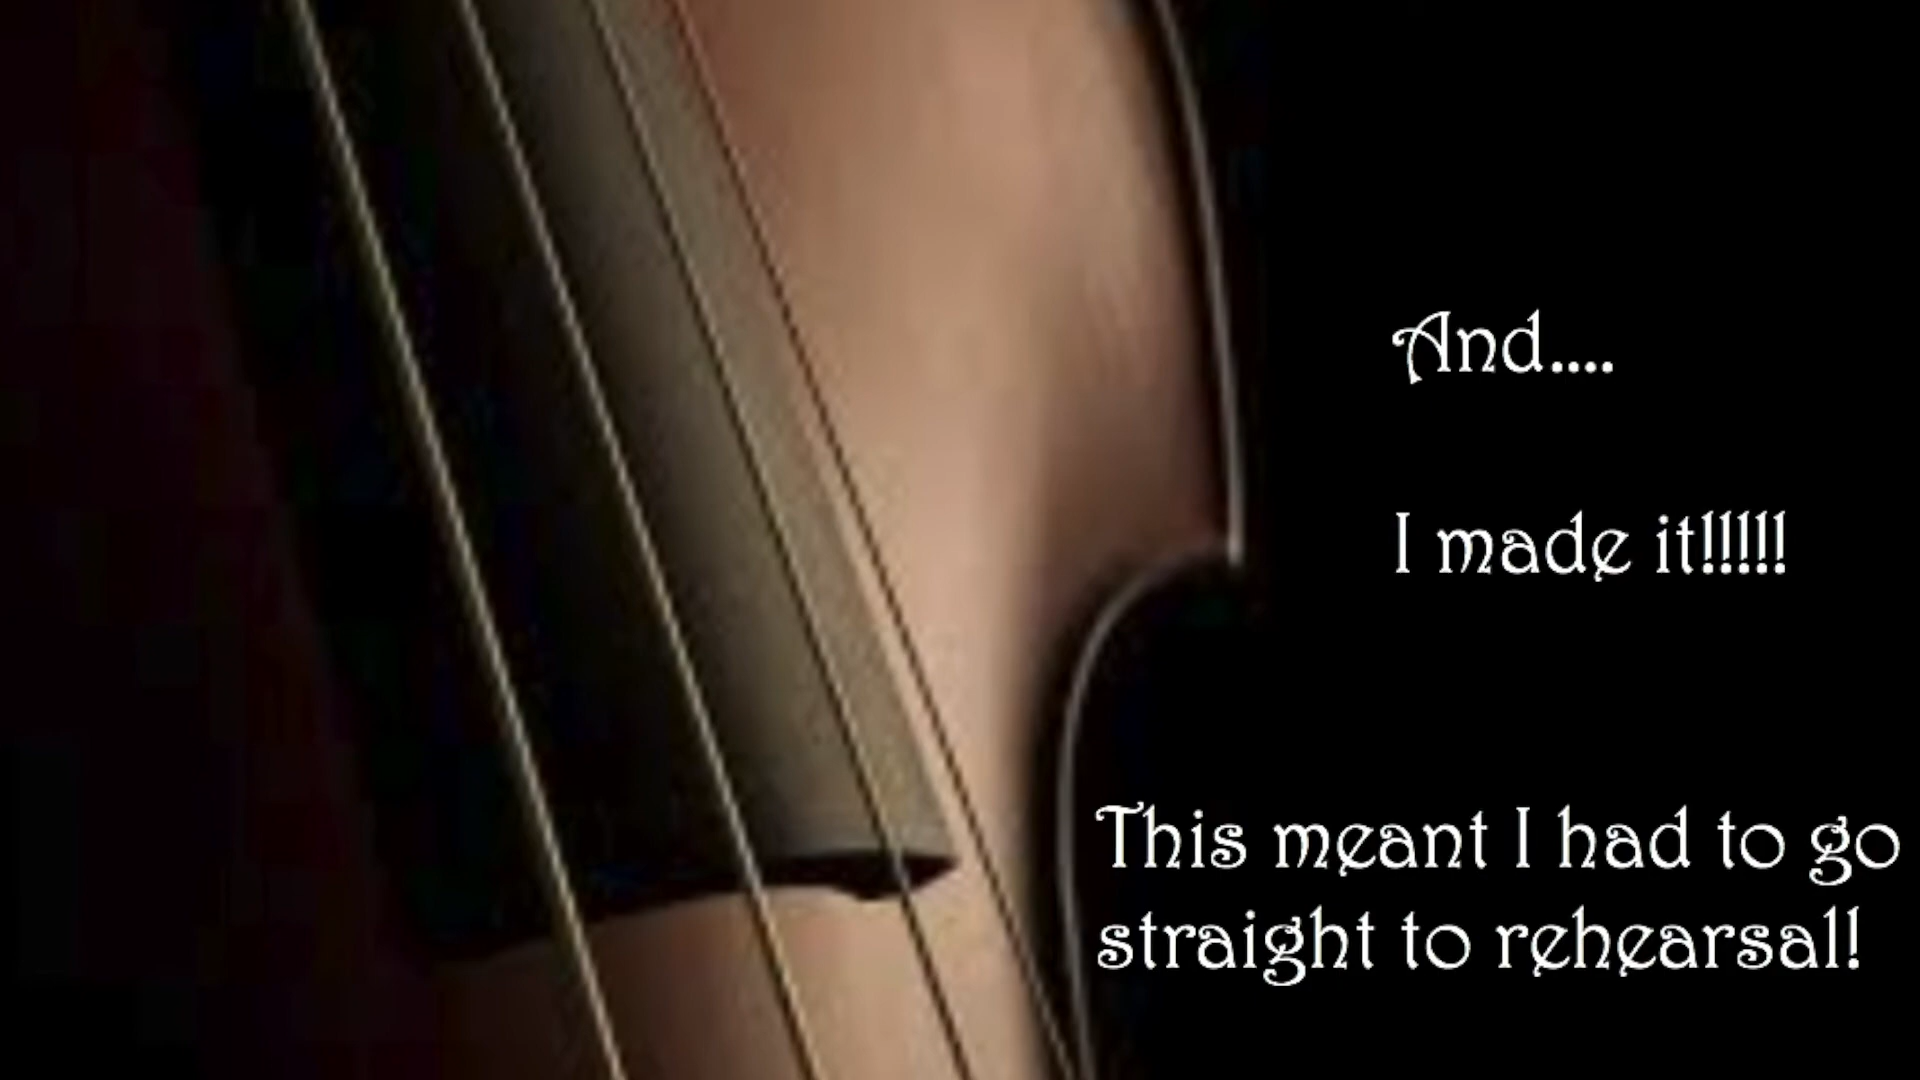 And....
I made it!!!!!
This meant I had to go
straight to rehearsal!